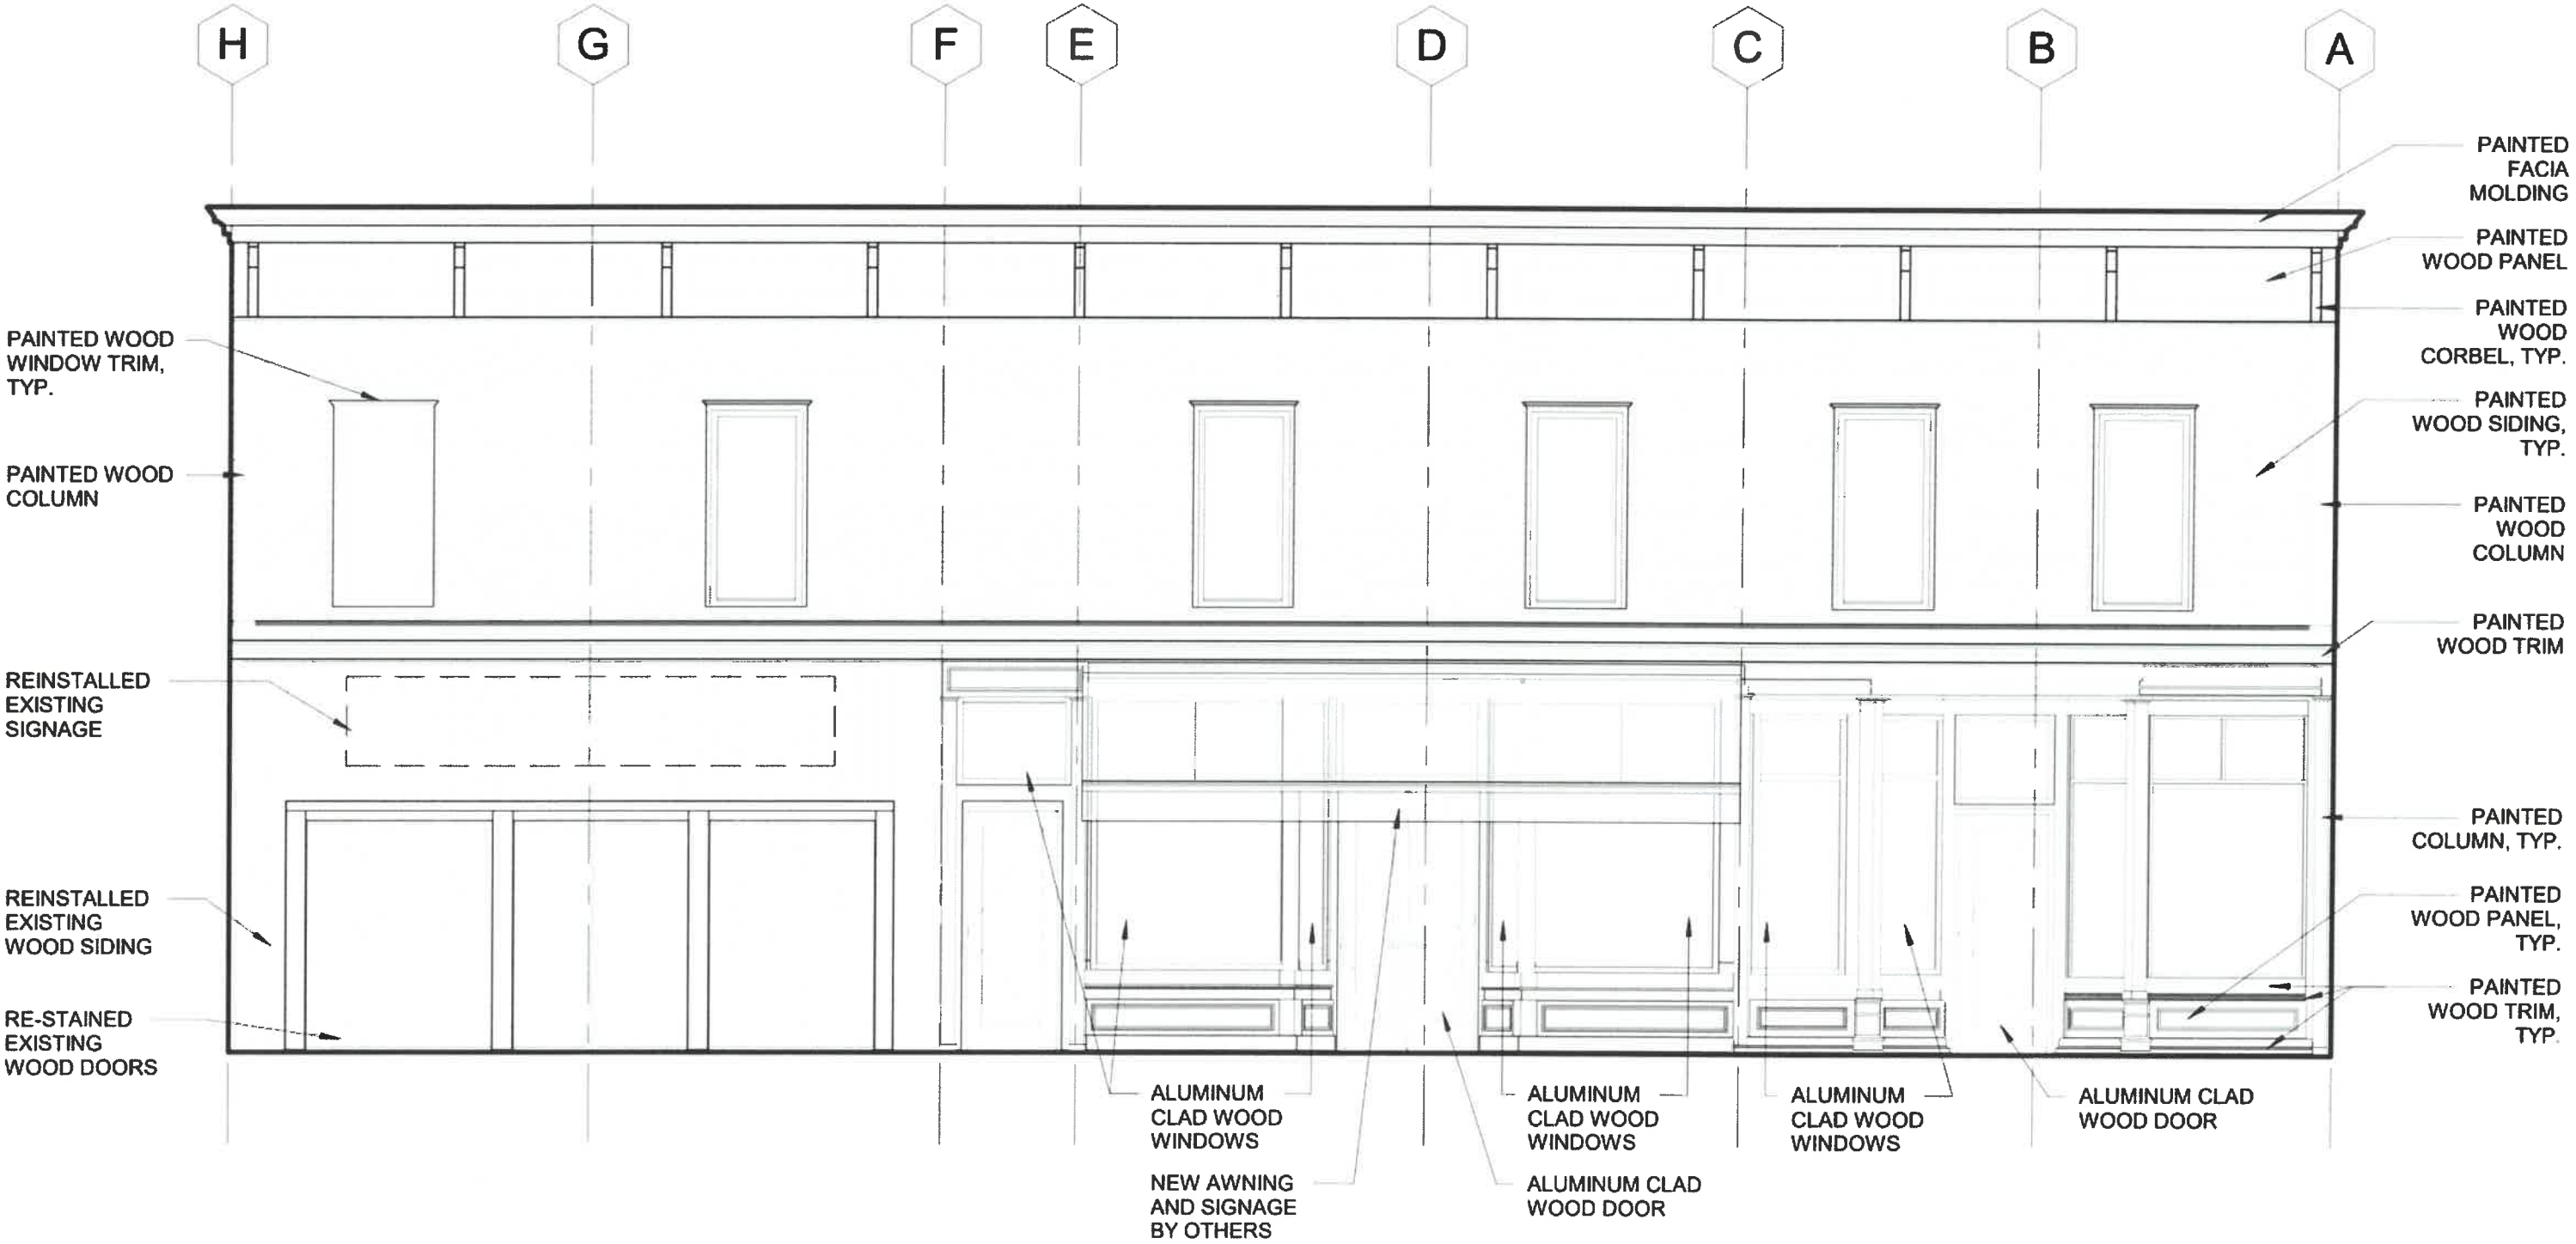 H G F E D C B A
PAINTED
FACIA
MOLDING
PAINTED
WOOD PANEL
PAINTED
WOOD
CORBEL, TYP.
PAINTED
WOOD SIDING,
TYP.
PAINTED
WOOD
COLUMN
PAINTED
WOOD TRIM
PAINTED
COLUMN, TYP.
PAINTED
WOOD PANEL,
TYP.
PAINTED
WOOD TRIM,
TYP.
PAINTED WOOD
WINDOW TRIM,
TYP.
PAINTED WOOD
COLUMN
REINSTALLED
EXISTING
SIGNAGE
REINSTALLED
EXISTING
WOOD SIDING
RE-STAINED
EXISTING
WOOD DOORS
ALUMINUM
CLAD WOOD
WINDOWS
NEW AWNING
AND SIGNAGE
BY OTHERS
ALUMINUM
CLAD WOOD
WINDOWS
ALUMINUM CLAD
WOOD DOOR
ALUMINUM
CLAD WOOD
WINDOWS
ALUMINUM CLAD
WOOD DOOR